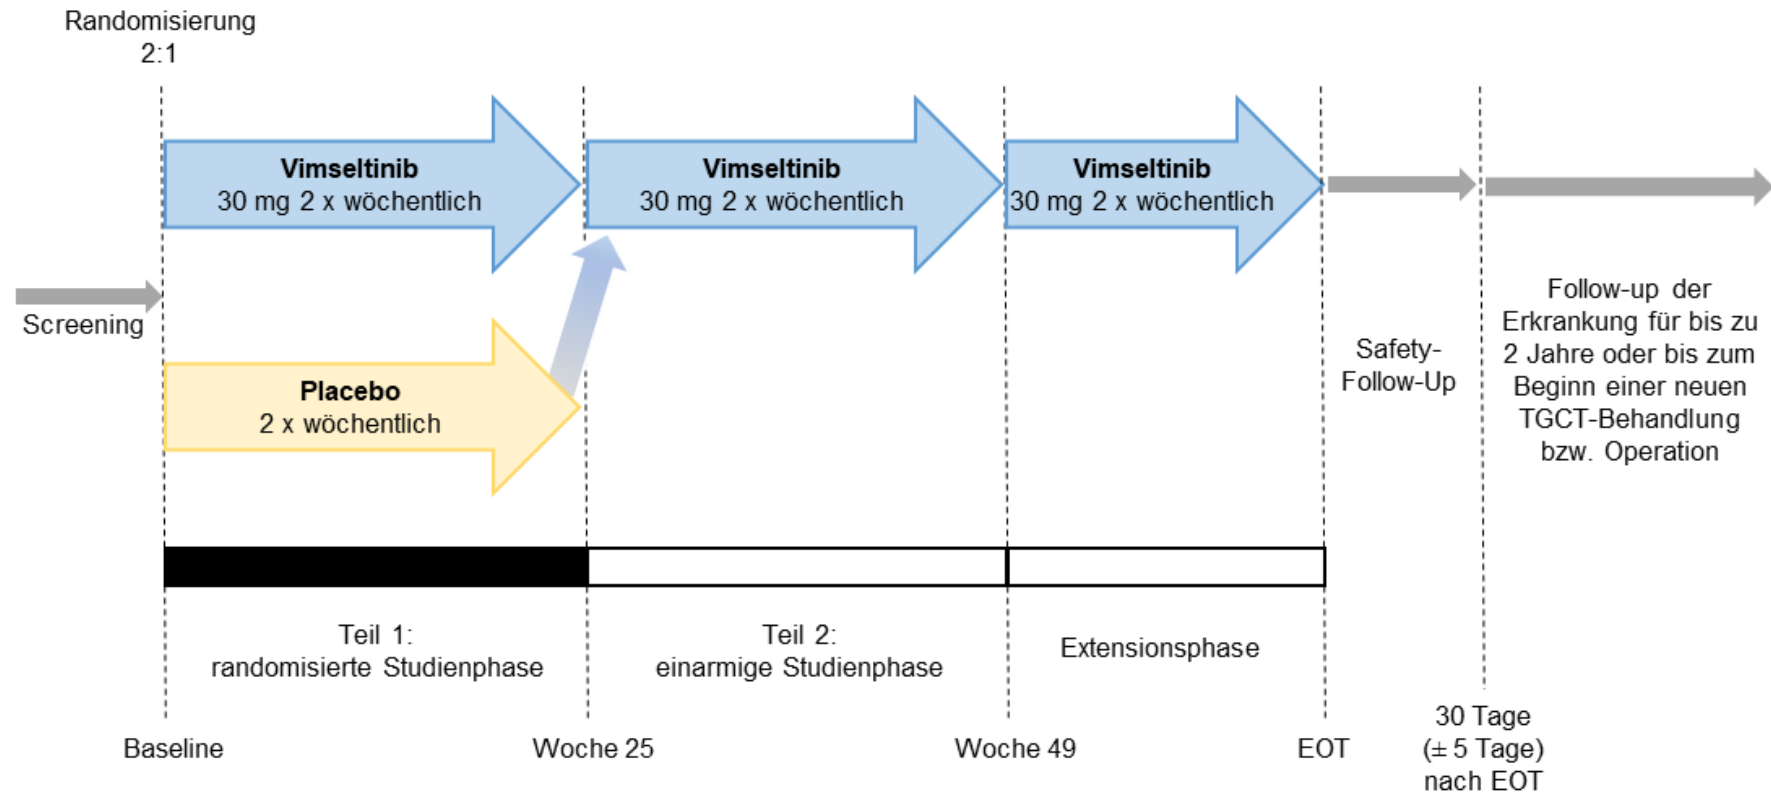 Randomisierung
2:1
Vimseltinib
30 mg 2 x wöchentlich
Vimseltinib
30 mg 2 x wöchentlich
Vimseltinib
30 mg 2 x wöchentlich
Screening
Placebo
2 x wöchentlich
Safety-
Follow-Up
Follow-up der
Erkrankung für bis zu
2 Jahre oder bis zum
Beginn einer neuen
TGCT-Behandlung
bzw. Operation
Teil 1:
randomisierte Studienphase
Teil 2:
einarmige Studienphase
Extensionsphase
Baseline
Woche 25
Woche 49
EOT
30 Tage
(± 5 Tage)
nach EOT